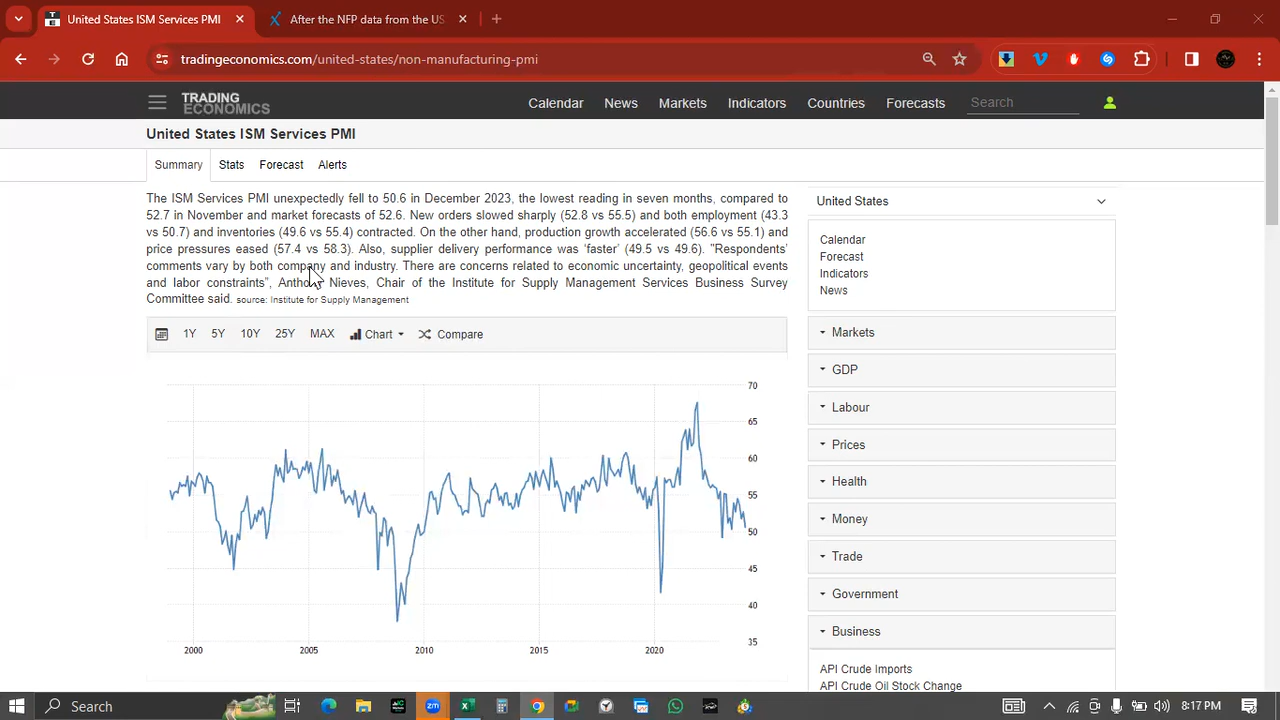 United States ISM Services PMI
After the NFP data from the US
tradingeconomics.com/united-states/non-manufacturing-pmi
TRADING
ECONOMICS
Calendar
News
Markets
Indicators
Countries
Forecasts
Search
United States ISM Services PMI
Summary
Stats
Forecast
Alerts
The ISM Services PMI unexpectedly fell to 50.6 in December 2023, the lowest reading in seven months, compared to
52.7 in November and market forecasts of 52.6. New orders slowed sharply (52.8 vs 55.5) and both employment (43.3
vs 50.7) and inventories (49.6 vs 55.4) contracted. On the other hand, production growth accelerated (56.6 vs 55.1) and
price pressures eased (57.4 vs 58.3). Also, supplier delivery performance was ‘faster’ (49.5 vs 49.6). "Respondents’
comments vary by both company and industry. There are concerns related to economic uncertainty, geopolitical events
and labor constraints", Anthony Nieves, Chair of the Institute for Supply Management Services Business Survey
Committee said. source: Institute for Supply Management
1Y
5Y
10Y
25Y
MAX
Chart
Compare
70
65
60
55
50
45
40
35
2000
2005
2010
2015
2020
United States
Calendar
Forecast
Indicators
News
Markets
GDP
Labour
Prices
Health
Money
Trade
Government
Business
API Crude Imports
API Crude Oil Stock Change
Search
8:17 PM